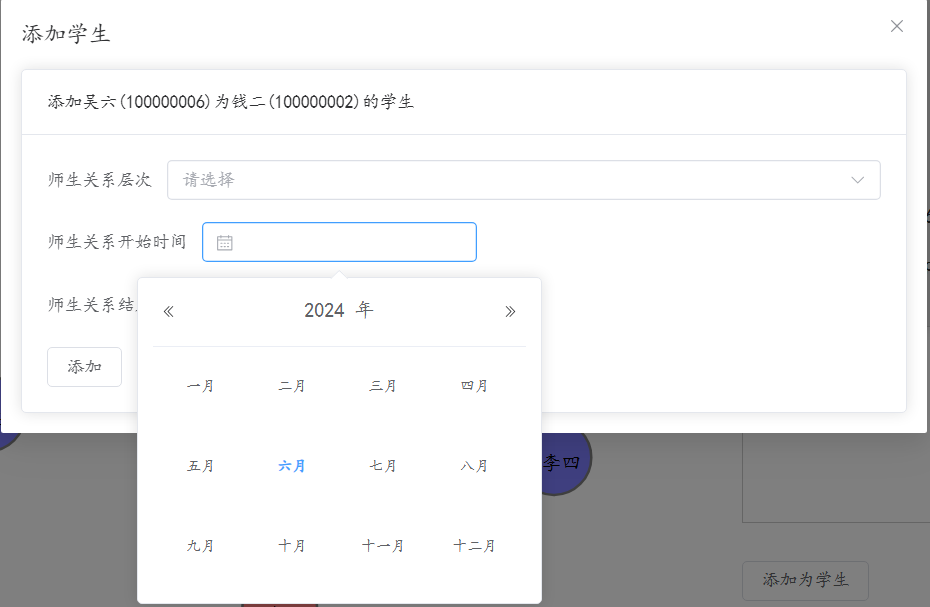 添加学生
添加吴六(100000006)为钱二(100000002)的学生
师生关系层次 请选择
师生关系开始时间
师生关系结
添加
« 2024 年 »
一月 二月 三月 四月
五月 六月 七月 八月
九月 十月 十一月 十二月
李四
添加为学生